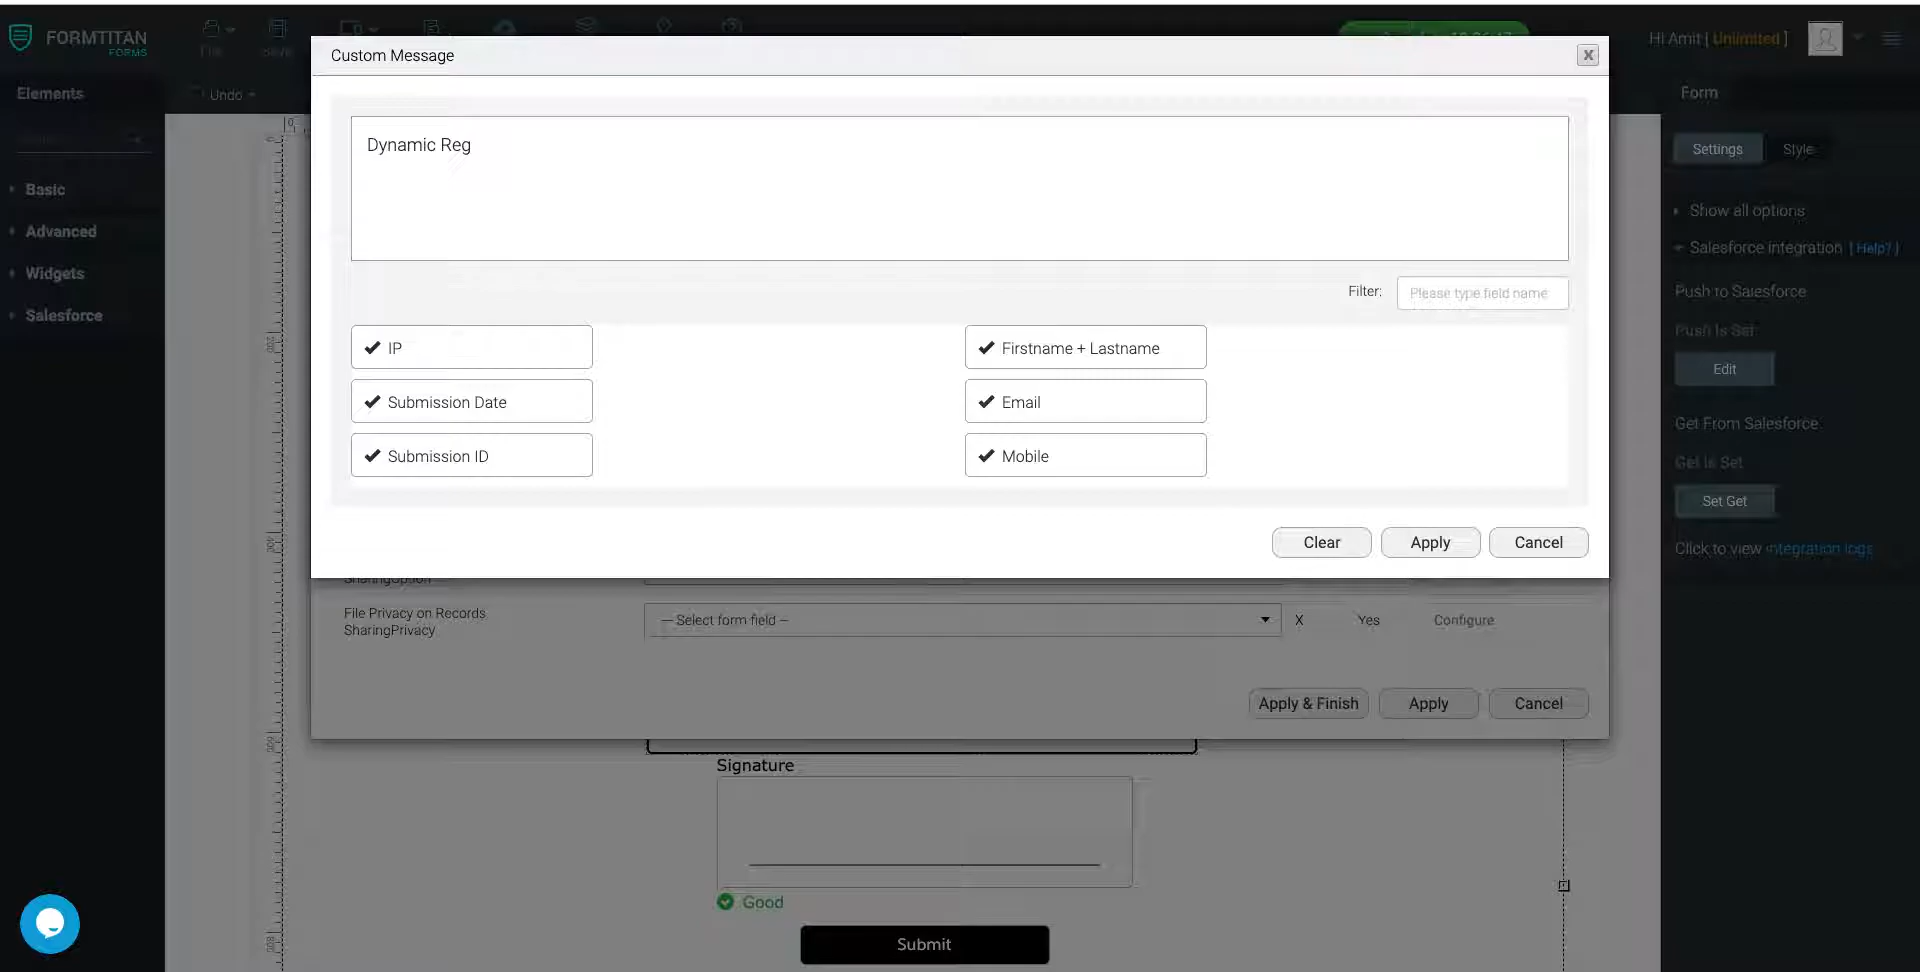 FORMTITAN
FORMS
File
Save
Hi Amit [ Unlimited ]
Custom Message
X
Elements
Undo
Form
Settings
Style
Dynamic Reg
Basic
Advanced
Widgets
Salesforce
Show all options
Salesforce integration [ Help? ]
Push to Salesforce
Push Is Set
Edit
Get From Salesforce
Get Is Set
Set Get
Click to view integration logs
Filter:
Please type field name
IP
Firstname + Lastname
Submission Date
Email
Submission ID
Mobile
Clear
Apply
Cancel
SharingOption
File Privacy on Records
SharingPrivacy
-- Select form field --
X
Yes
Configure
Apply & Finish
Apply
Cancel
Signature
Good
Submit